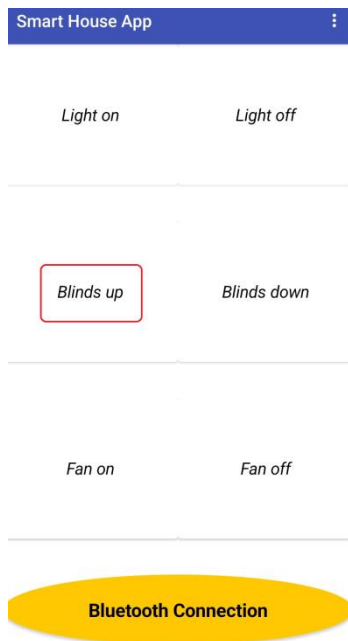 Smart House App
Light on Light off
Blinds up Blinds down
Fan on Fan off
Bluetooth Connection